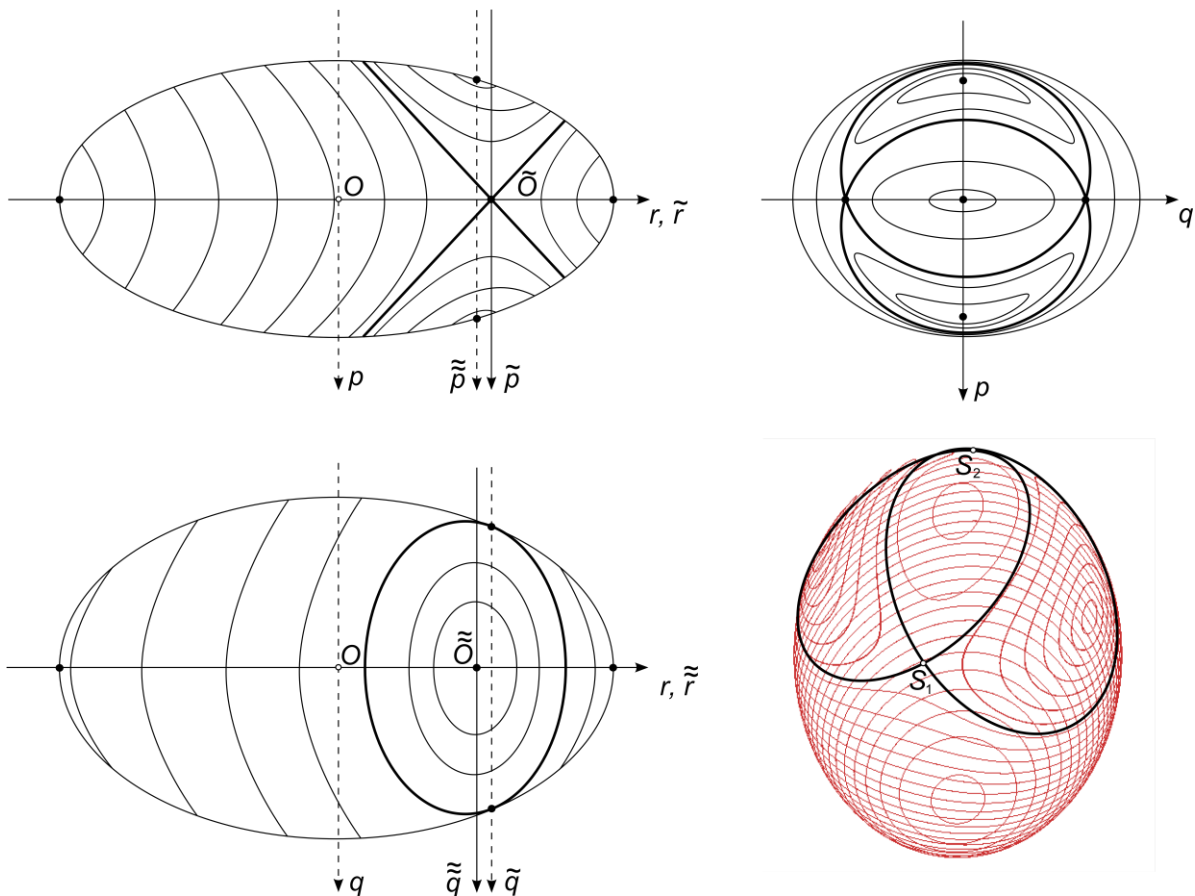 O
Õ
r, r̃
p
p̃̃
p̃
q
p
O
Õ̃
r, r̃̃
q
q̃̃
q̃
S₂
S₁